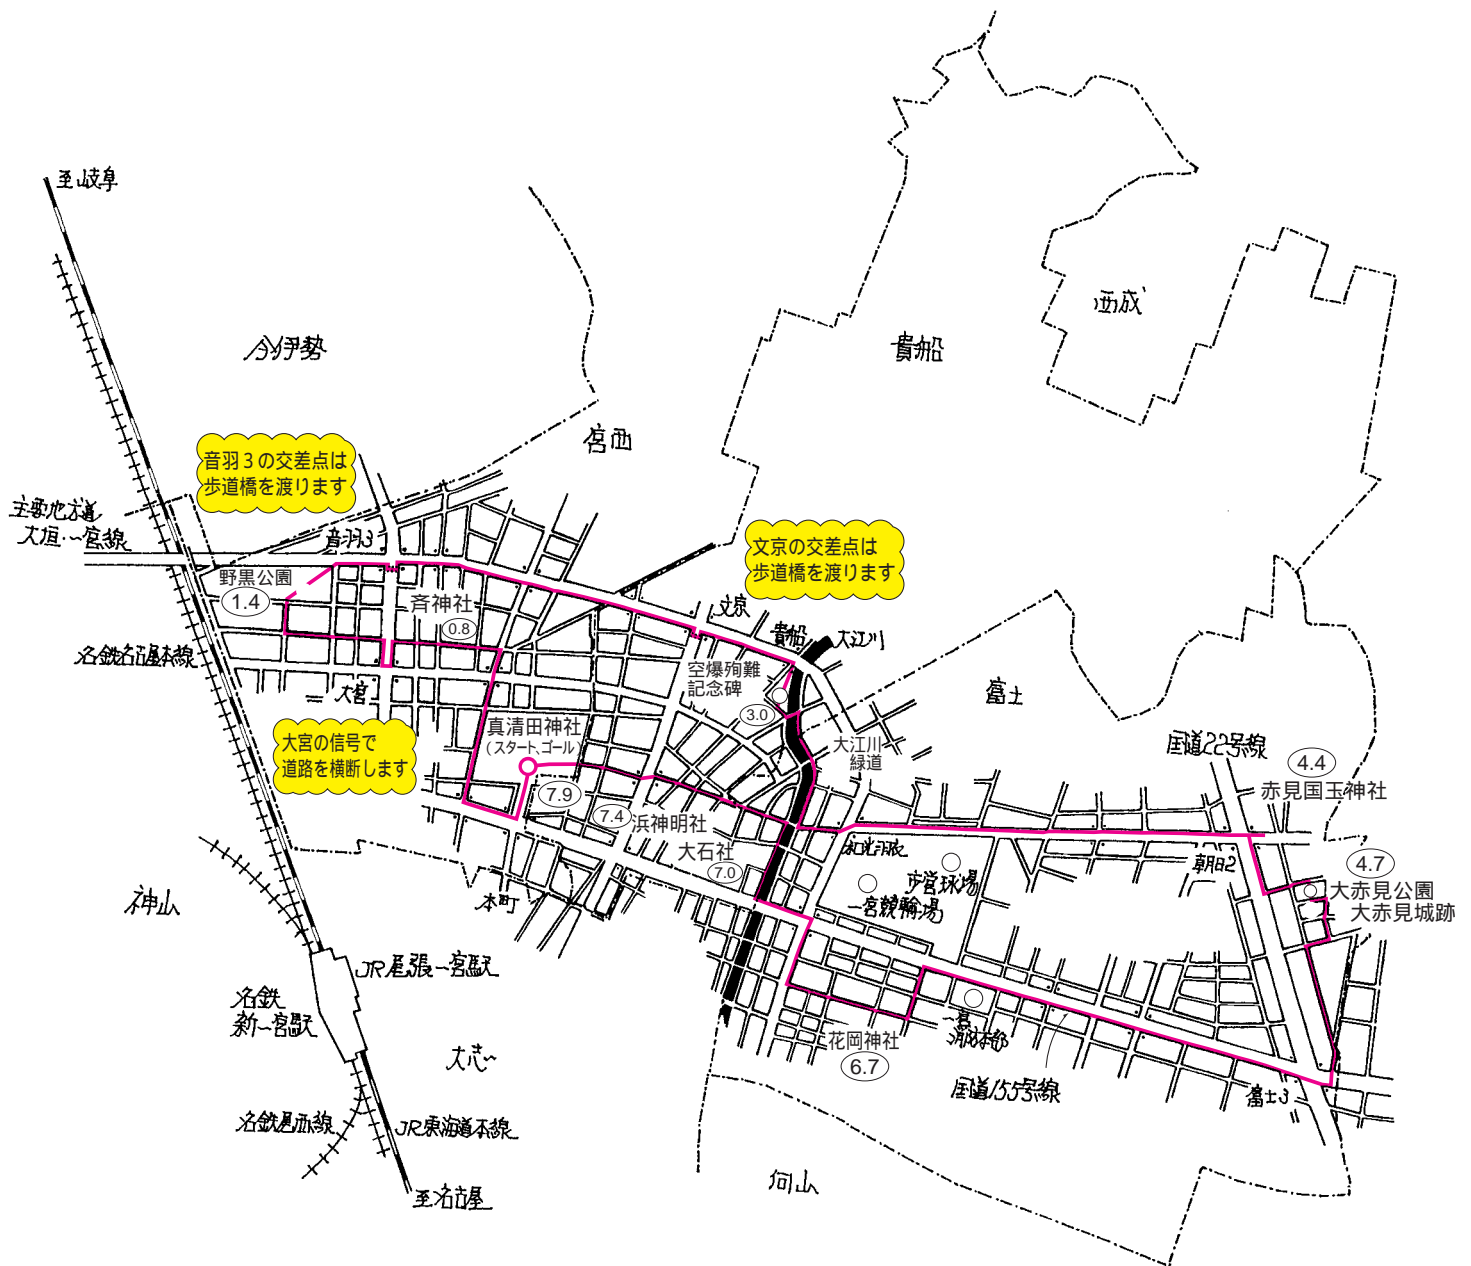 至岐阜
今伊勢
宮西
貴船
西成
音羽3の交差点は
歩道橋を渡ります
主要地方道
大垣・一宮線
音羽3
野黒公園
1.4
斉神社
0.8
文京の交差点は
歩道橋を渡ります
文京
貴船
大江川
名鉄名古屋本線
大宮
空爆殉難
記念碑
3.0
富士
大宮の信号で
道路を横断します
真清田神社
(スタート、ゴール)
7.9
大江川
緑道
国道22号線
4.4
赤見国玉神社
7.4
浜神明社
大石社
7.0
朝日2
4.7
大赤見公園
大赤見城跡
市営球場
一宮競輪場
神山
本町
JR尾張一宮駅
名鉄
新一宮駅
花岡神社
6.7
消防本部
国道155号線
富士3
大志
名鉄尾西線
JR東海道本線
向山
至名古屋